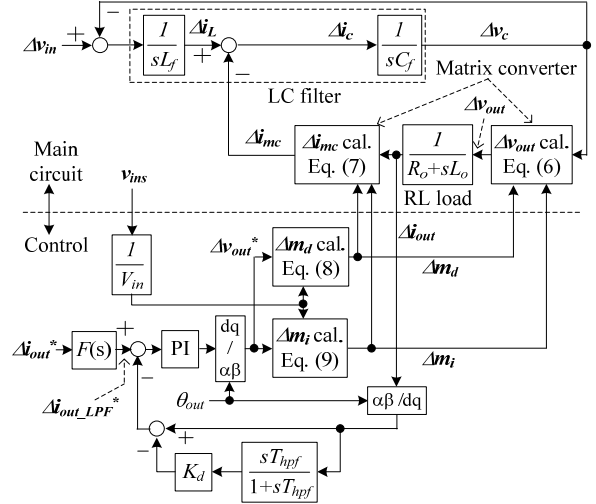 Δv_in
+
−
1
sL_f
Δi_L
+
−
Δi_c
1
sC_f
Δv_c
LC filter
Matrix converter
Δi_mc
Δi_mc cal.
Eq. (7)
1
R_o+sL_o
RL load
Δv_out
Δv_out cal.
Eq. (6)
Main
circuit
Control
v_ins
1
V_in
Δv_out*
Δm_d cal.
Eq. (8)
Δi_out
Δm_d
Δi_out*
F(s)
+
−
PI
dq
/
αβ
Δm_i cal.
Eq. (9)
Δm_i
Δi_out_LPF*
θ_out
αβ/dq
+
−
K_d
sT_hpf
1+sT_hpf